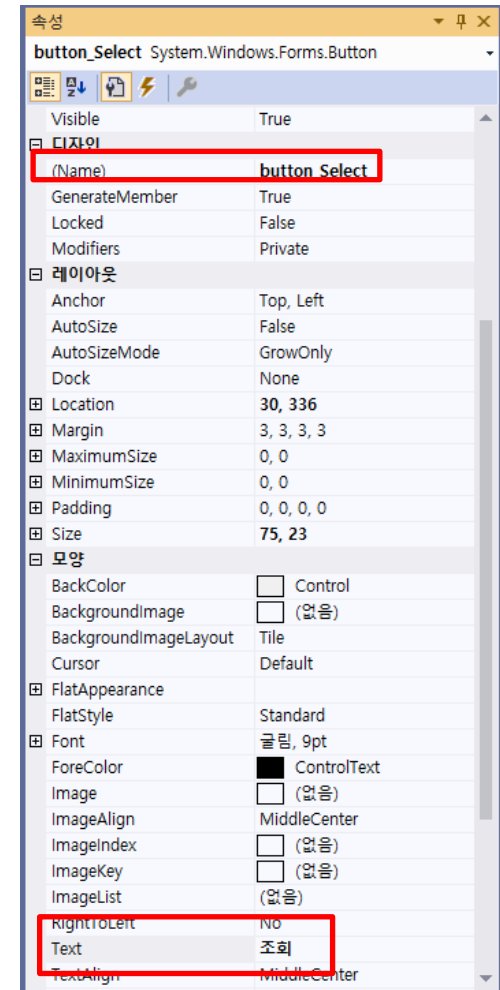 속성
button_Select System.Windows.Forms.Button
Visible True
디자인
(Name) button_Select
GenerateMember True
Locked False
Modifiers Private
레이아웃
Anchor Top, Left
AutoSize False
AutoSizeMode GrowOnly
Dock None
Location 30, 336
Margin 3, 3, 3, 3
MaximumSize 0, 0
MinimumSize 0, 0
Padding 0, 0, 0, 0
Size 75, 23
모양
BackColor Control
BackgroundImage (없음)
BackgroundImageLayout Tile
Cursor Default
FlatAppearance
FlatStyle Standard
Font 굴림, 9pt
ForeColor ControlText
Image (없음)
ImageAlign MiddleCenter
ImageIndex (없음)
ImageKey (없음)
ImageList (없음)
RightToLeft No
Text 조회
TextAlign MiddleCenter